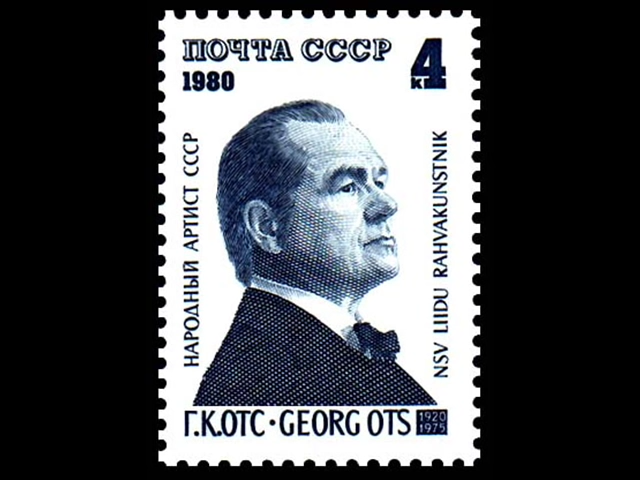 ПОЧТА СССР
1980
4
К
НАРОДНЫЙ АРТИСТ СССР
NSV LIIDU RAHVAKUNSTNIK
Г.К.ОТС·GEORG OTS
1920
1975